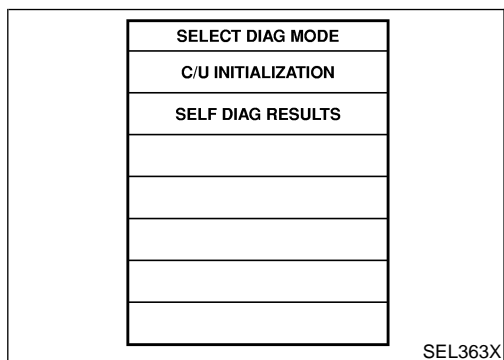 SELECT DIAG MODE
C/U INITIALIZATION
SELF DIAG RESULTS
SEL363X